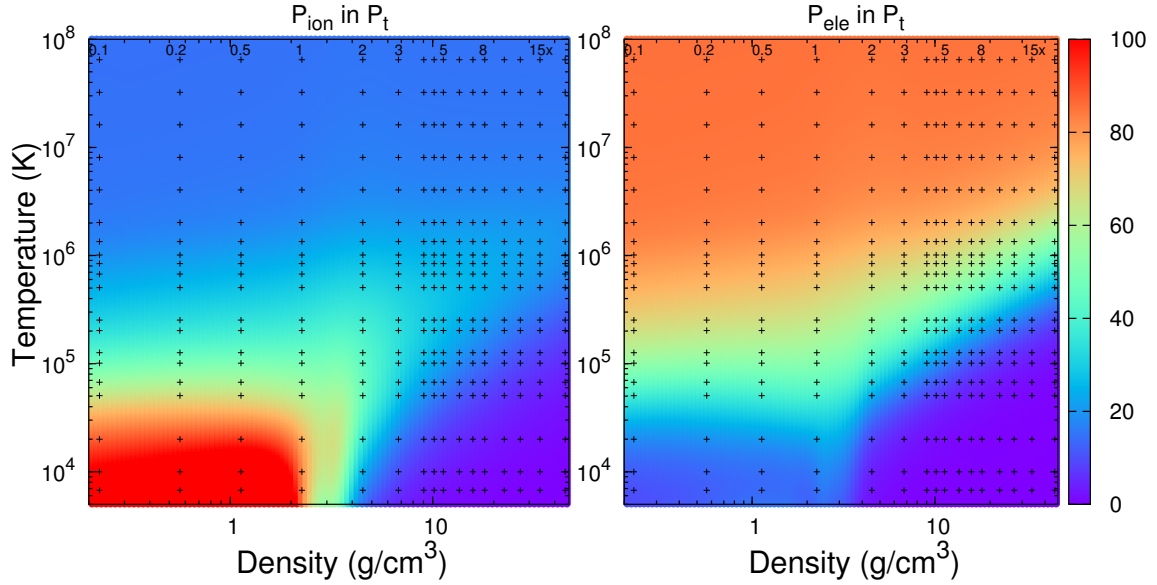 P_ion in P_t
P_ele in P_t
10^8
0.1 0.2 0.5 1 2 3 5 8 15x
10^8
0.1 0.2 0.5 1 2 3 5 8 15x
100
10^7
10^7
80
Temperature (K)
10^6
10^6
60
40
10^5
10^5
20
10^4
10^4
0
1 10
1 10
Density (g/cm^3)
Density (g/cm^3)